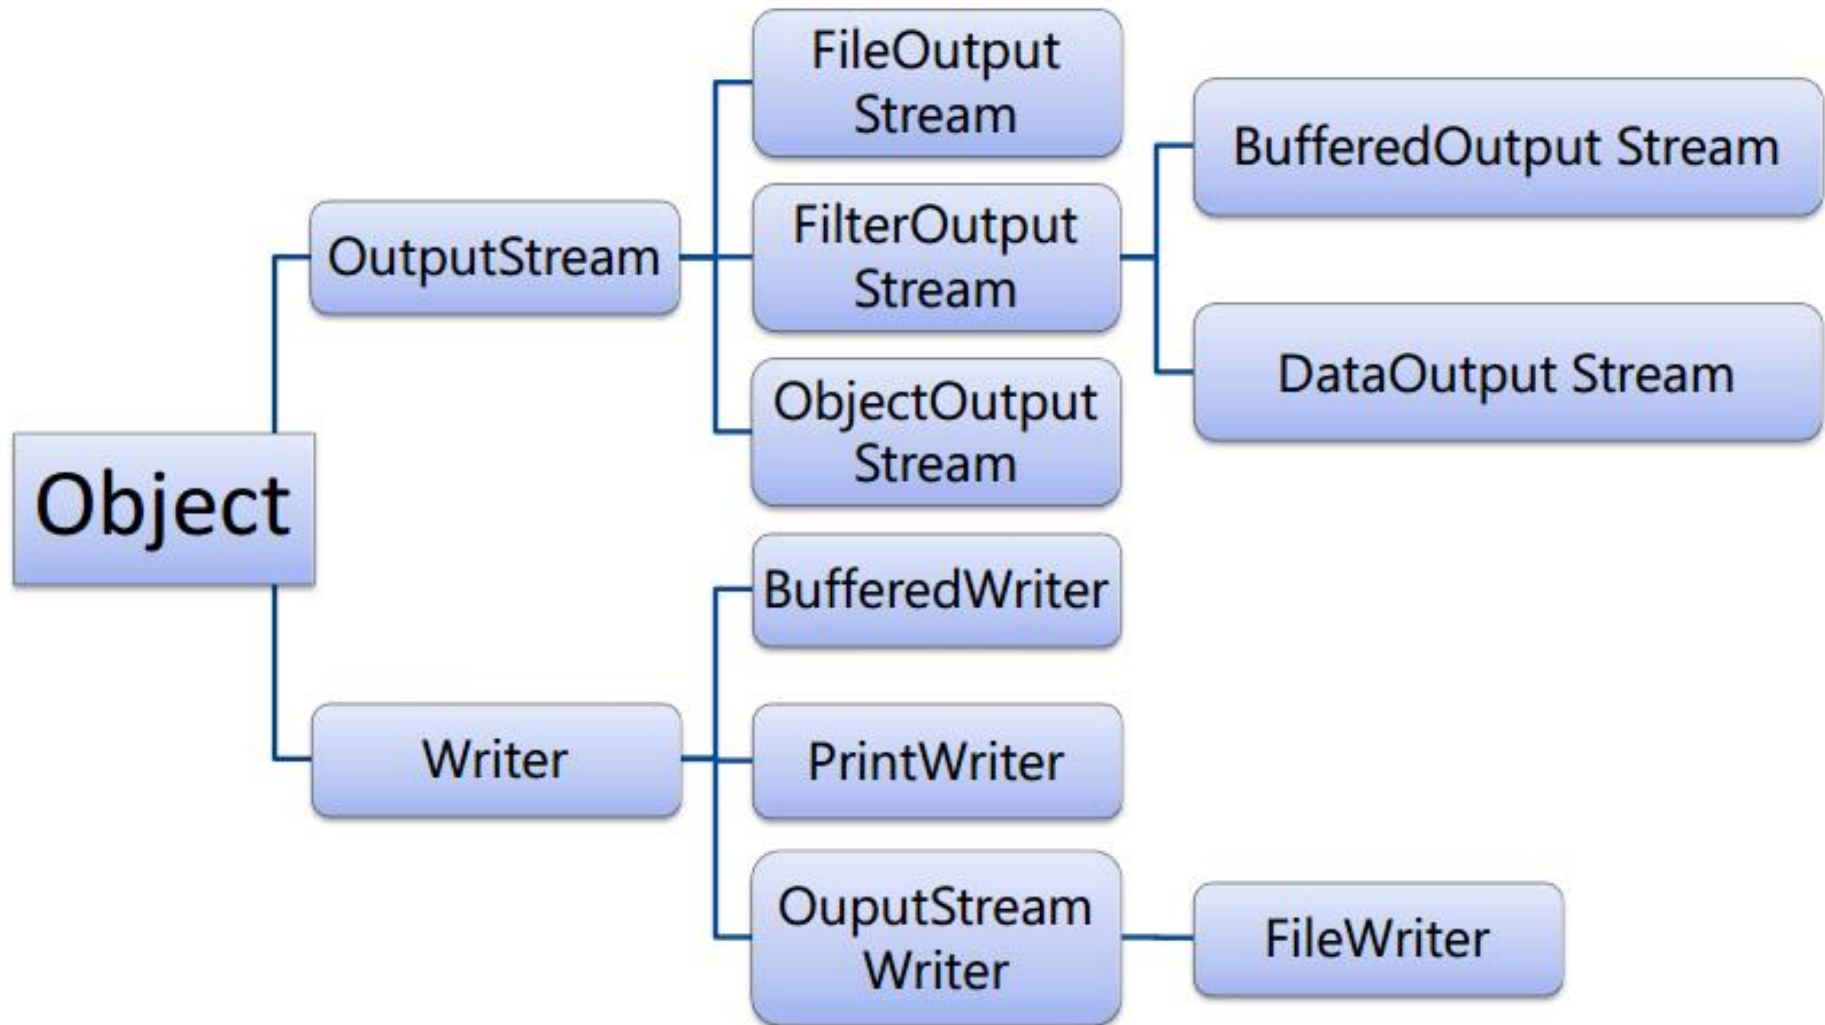 Object
OutputStream
FileOutput
Stream
FilterOutput
Stream
BufferedOutput Stream
DataOutput Stream
ObjectOutput
Stream
Writer
BufferedWriter
PrintWriter
OuputStream
Writer
FileWriter